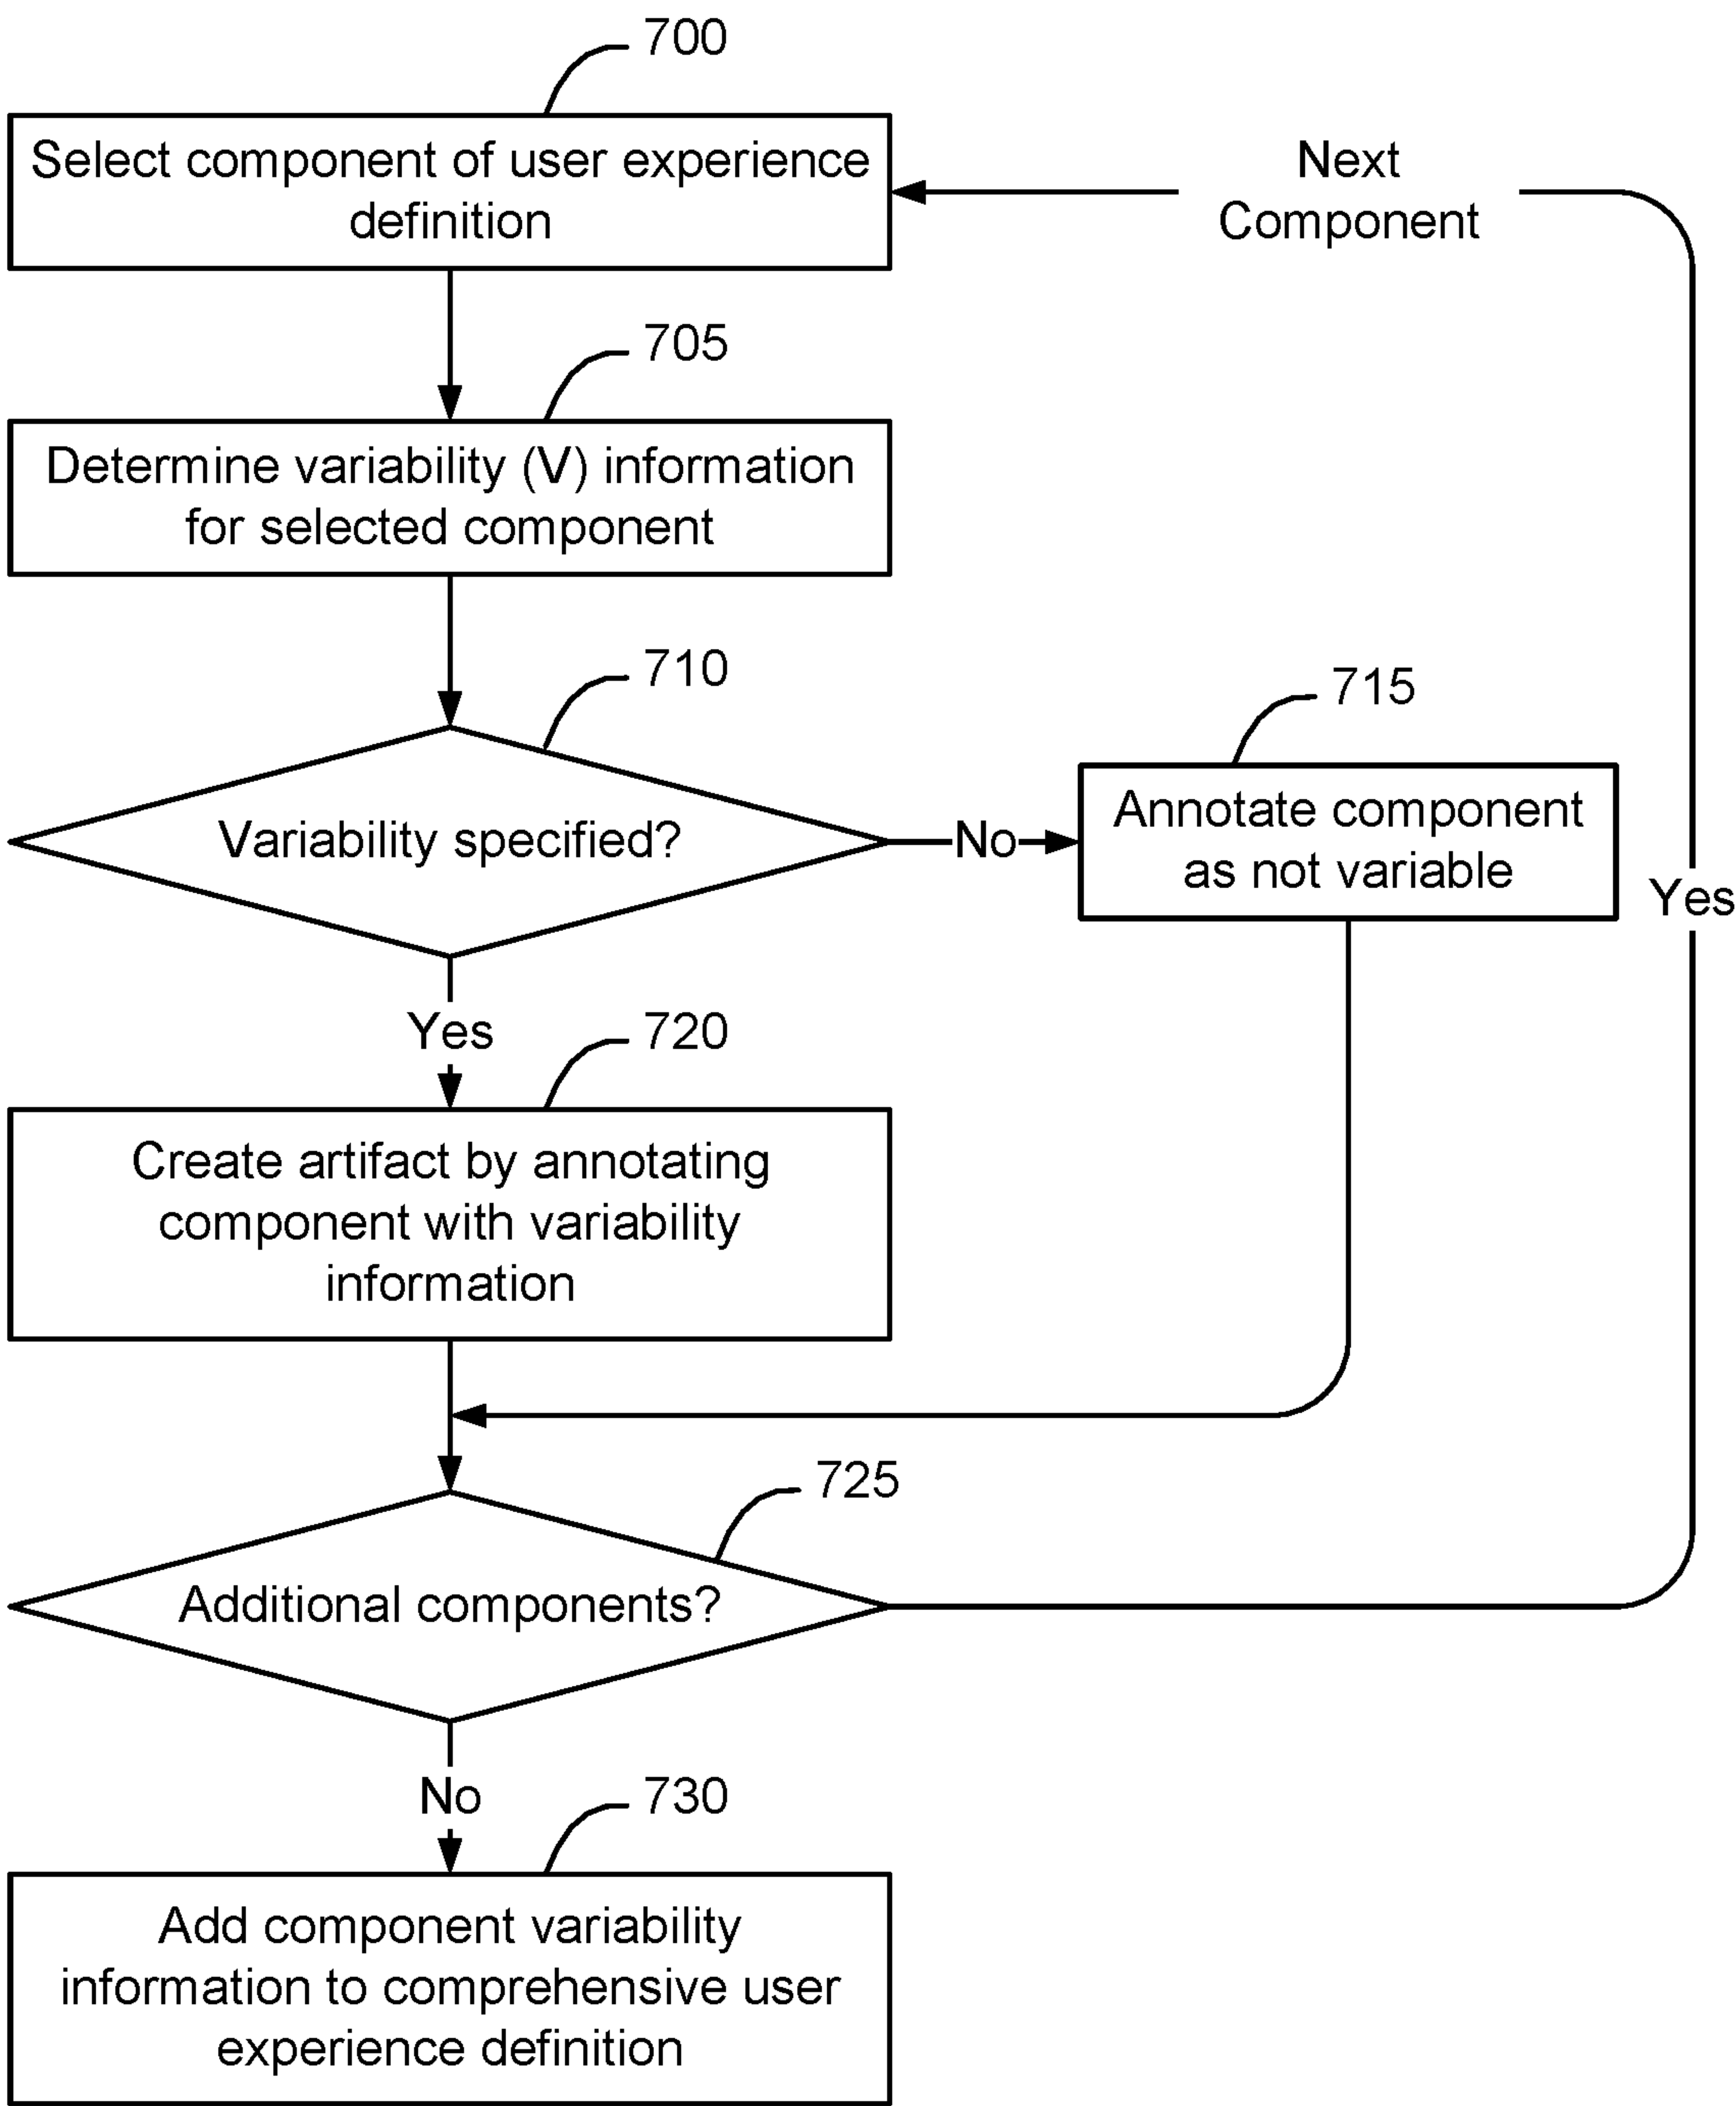 700
Select component of user experience
definition
Next
Component
705
Determine variability (V) information
for selected component
710
Variability specified?
No
715
Annotate component
as not variable
Yes
Yes
720
Create artifact by annotating
component with variability
information
725
Additional components?
No
730
Add component variability
information to comprehensive user
experience definition